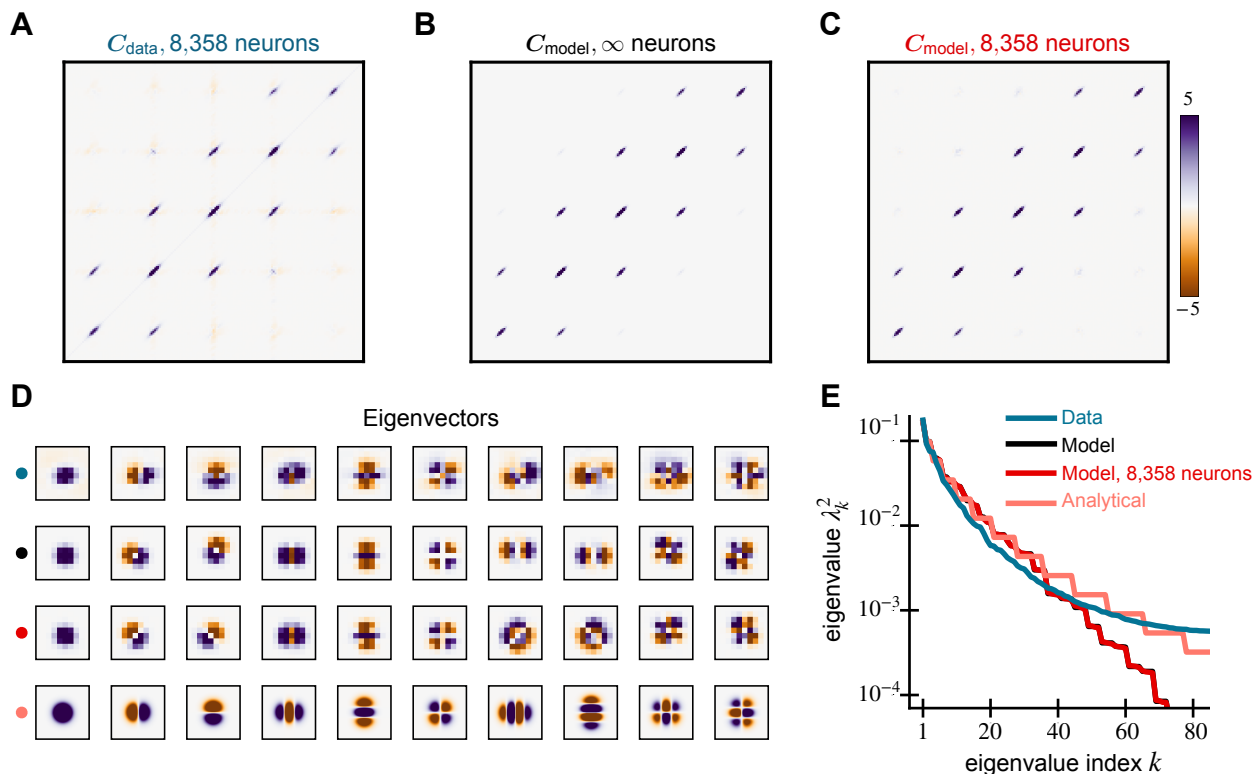 A
C_data, 8,358 neurons
B
C_model, ∞ neurons
C
C_model, 8,358 neurons
5
−5
D
Eigenvectors
E
Data
Model
Model, 8,358 neurons
Analytical
eigenvalue λ_k^2
10^−1
10^−2
10^−3
10^−4
1
20
40
60
80
eigenvalue index k